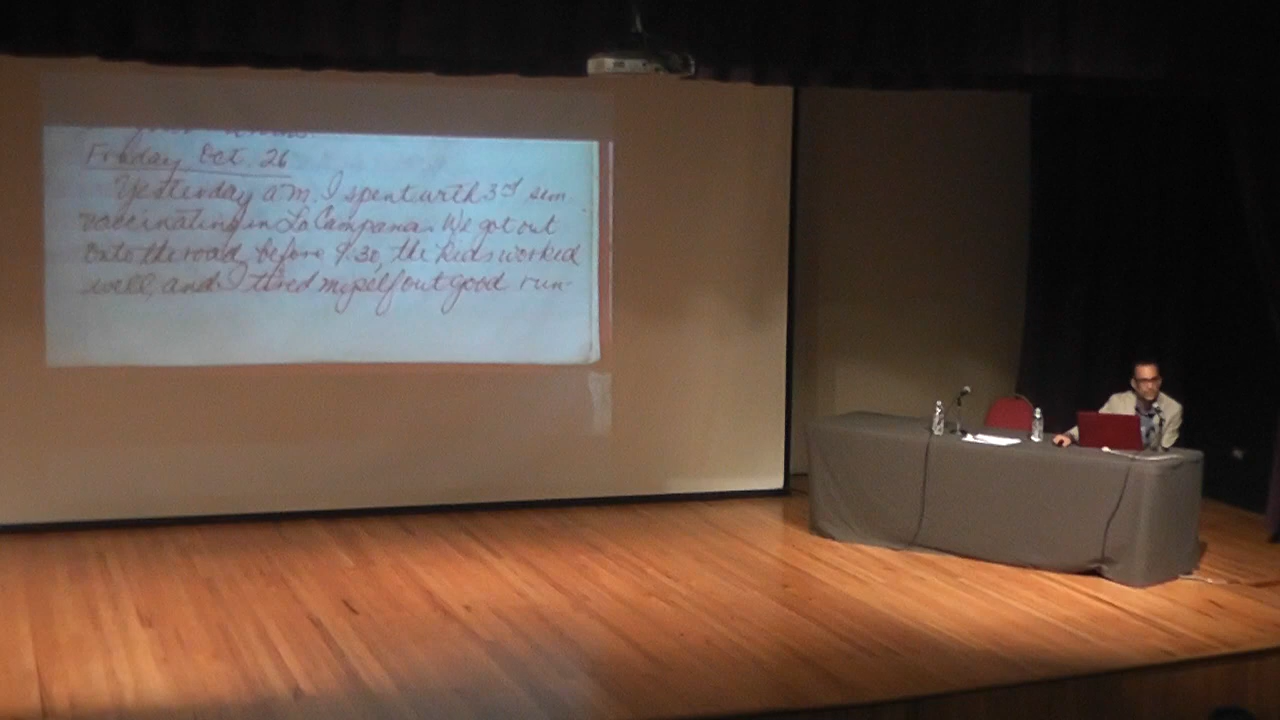 Friday, Oct. 26
Yesterday a.m. I spent with 3rd sem
vaccinating in La Campana. We got out
onto the road before 9:30, the kids worked
well, and I tired myself out good run-